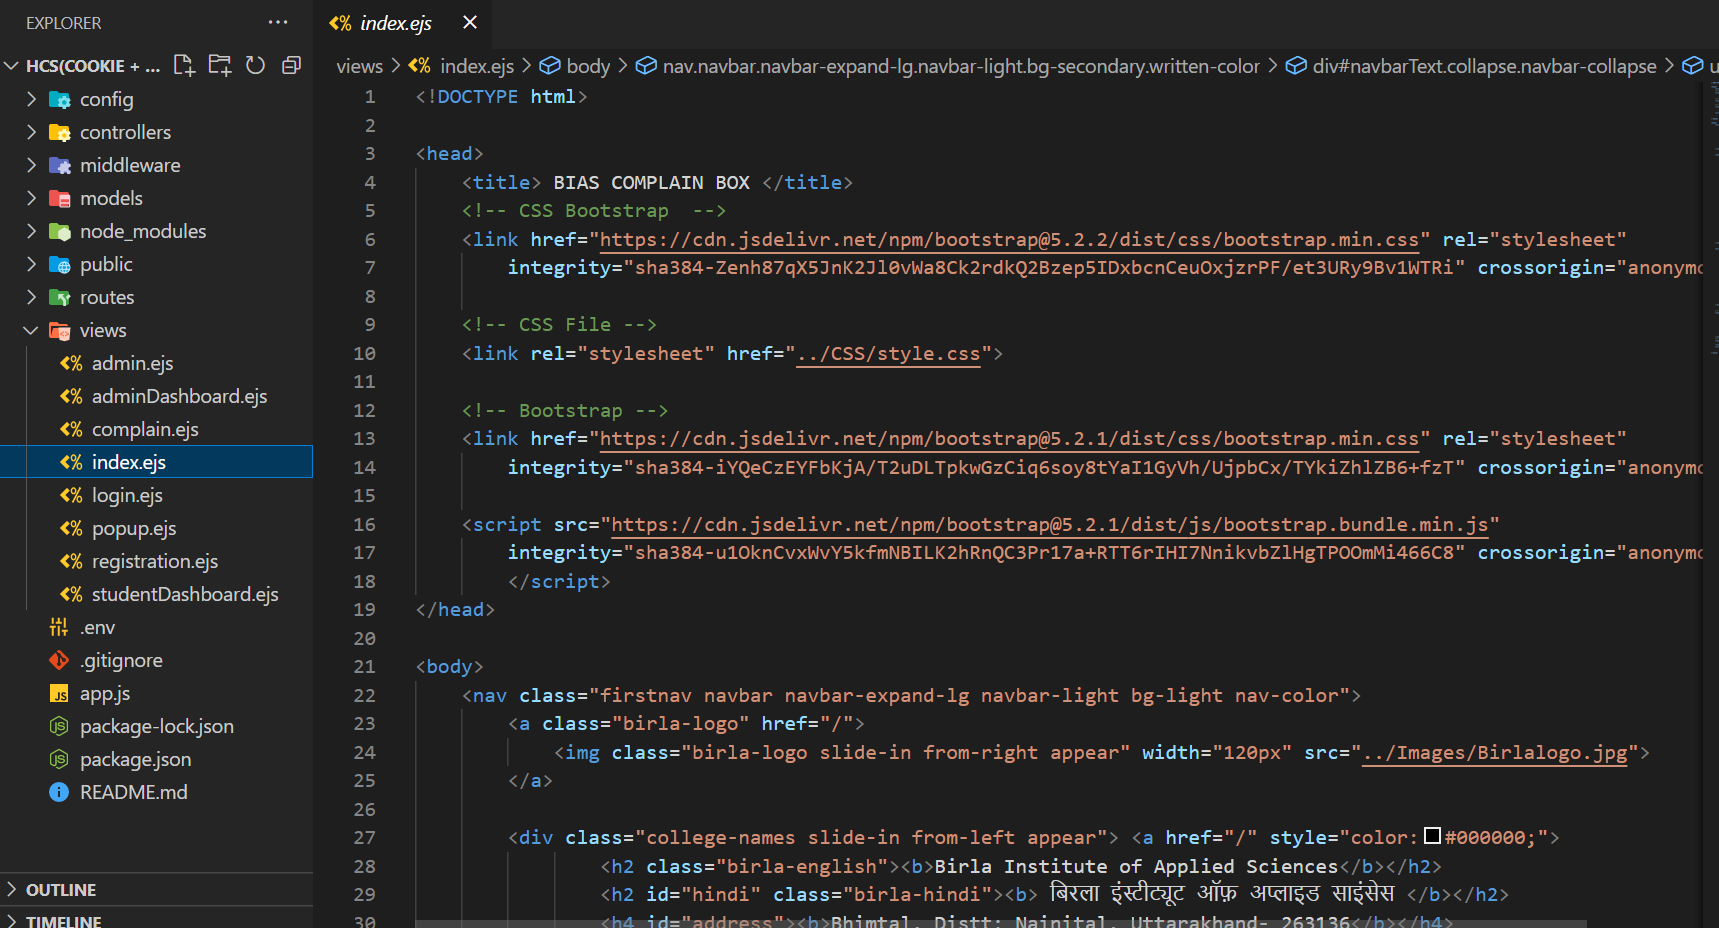 EXPLORER
HCS(COOKIE + ...
config
controllers
middleware
models
node_modules
public
routes
views
admin.ejs
adminDashboard.ejs
complain.ejs
index.ejs
login.ejs
popup.ejs
registration.ejs
studentDashboard.ejs
.env
.gitignore
app.js
package-lock.json
package.json
README.md
OUTLINE
TIMELINE
index.ejs
views > index.ejs > body > nav.navbar.navbar-expand-lg.navbar-light.bg-secondary.written-color > div#navbarText.collapse.navbar-collapse > u
1 <!DOCTYPE html>
2
3 <head>
4 <title> BIAS COMPLAIN BOX </title>
5 <!-- CSS Bootstrap -->
6 <link href="https://cdn.jsdelivr.net/npm/bootstrap@5.2.2/dist/css/bootstrap.min.css" rel="stylesheet"
7 integrity="sha384-Zenh87qX5JnK2Jl0vWa8Ck2rdkQ2Bzep5IDxbcnCeuOxjzrPF/et3URy9Bv1WTRi" crossorigin="anonymo
8
9 <!-- CSS File -->
10 <link rel="stylesheet" href="../CSS/style.css">
11
12 <!-- Bootstrap -->
13 <link href="https://cdn.jsdelivr.net/npm/bootstrap@5.2.1/dist/css/bootstrap.min.css" rel="stylesheet"
14 integrity="sha384-iYQeCzEYFbKjA/T2uDLTpkwGzCiq6soy8tYaI1GyVh/UjpbCx/TYkiZhlZB6+fzT" crossorigin="anonymo
15
16 <script src="https://cdn.jsdelivr.net/npm/bootstrap@5.2.1/dist/js/bootstrap.bundle.min.js"
17 integrity="sha384-u1OknCvxWvY5kfmNBILK2hRnQC3Pr17a+RTT6rIHI7NnikvbZlHgTPOOmMi466C8" crossorigin="anonymo
18 </script>
19 </head>
20
21 <body>
22 <nav class="firstnav navbar navbar-expand-lg navbar-light bg-light nav-color">
23 <a class="birla-logo" href="/">
24 <img class="birla-logo slide-in from-right appear" width="120px" src="../Images/Birlalogo.jpg">
25 </a>
26
27 <div class="college-names slide-in from-left appear"> <a href="/" style="color:#000000;">
28 <h2 class="birla-english"><b>Birla Institute of Applied Sciences</b></h2>
29 <h2 id="hindi" class="birla-hindi"><b> बिरला इंस्टीट्यूट ऑफ़ अप्लाइड साइंसेस </b></h2>
30 <h4 id="address"><b>Bhimtal, Distt: Nainital, Uttarakhand- 263136</b></h4>